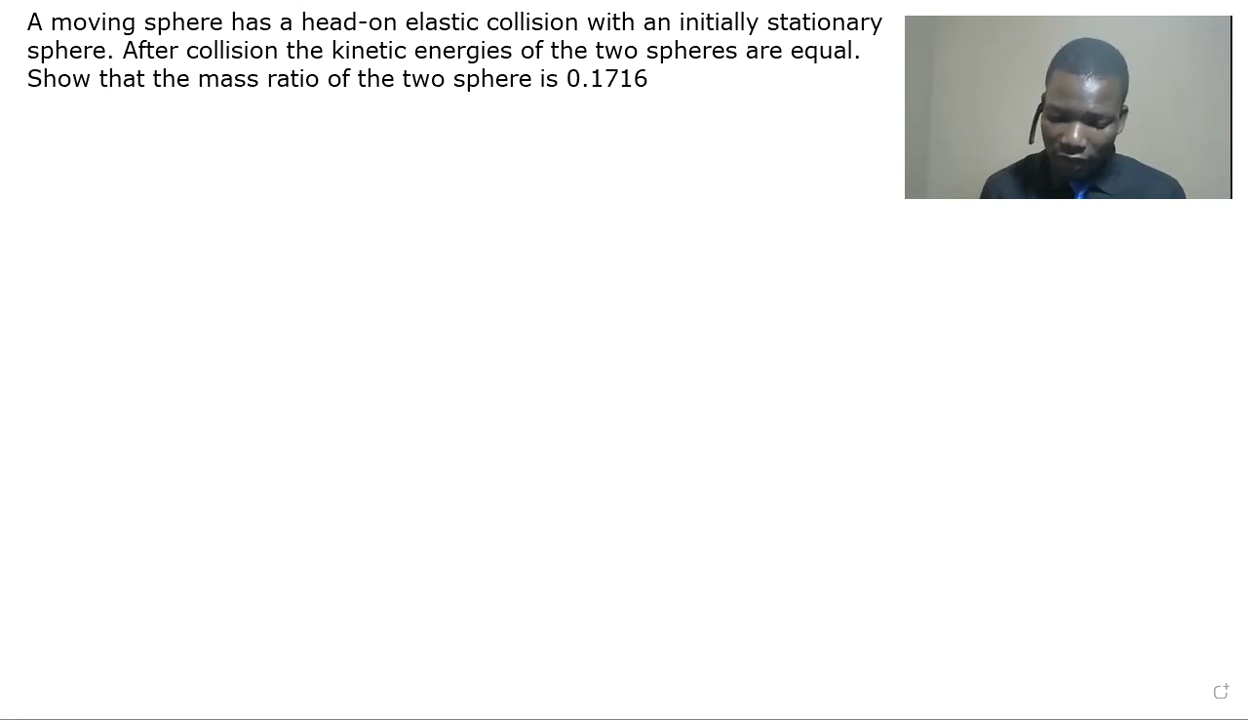 A moving sphere has a head-on elastic collision with an initially stationary
sphere. After collision the kinetic energies of the two spheres are equal.
Show that the mass ratio of the two sphere is 0.1716